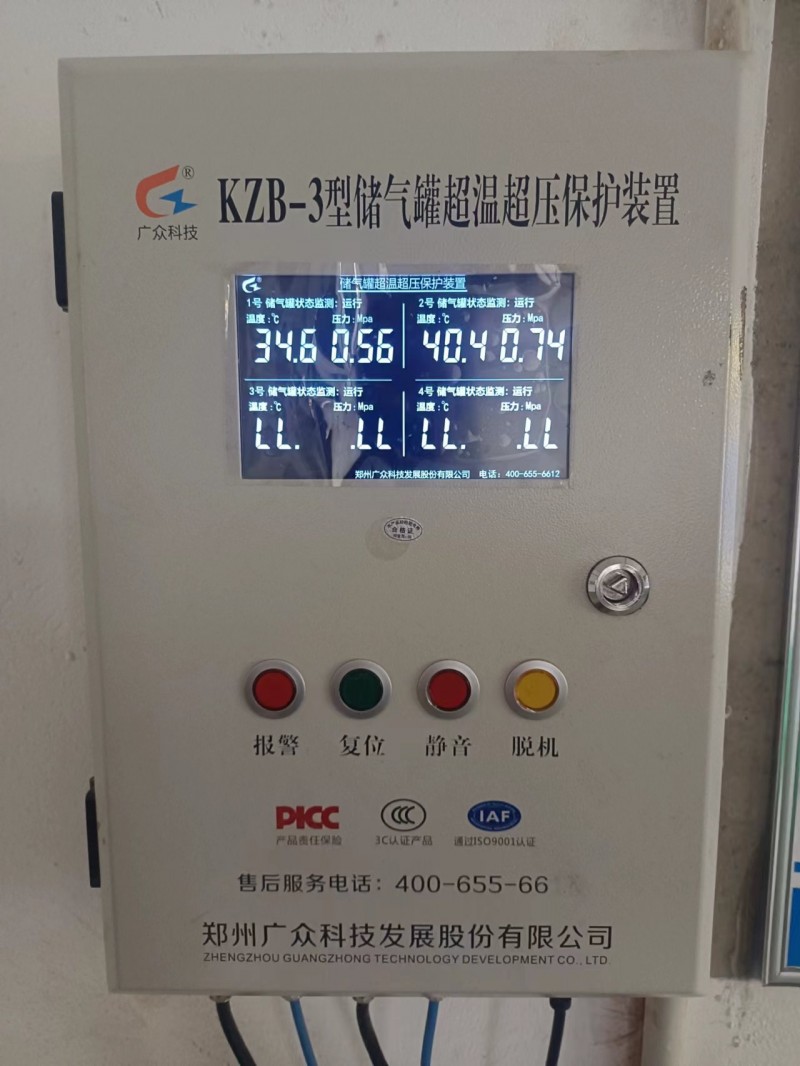 ®
广众科技
KZB-3型储气罐超温超压保护装置
储气罐超温超压保护装置
1号 储气罐状态监测：运行
温度：℃ 压力：Mpa
34.6 0.56
2号 储气罐状态监测：运行
温度：℃ 压力：Mpa
40.4 0.74
3号 储气罐状态监测：运行
温度：℃ 压力：Mpa
LL. .LL
4号 储气罐状态监测：运行
温度：℃ 压力：Mpa
LL. .LL
郑州广众科技发展股份有限公司 电话：400-655-6612
合格证
报警 复位 静音 脱机
PICC
产品责任保险
CCC
3C认证产品
IAF
通过ISO9001认证
售后服务电话：400-655-66
郑州广众科技发展股份有限公司
ZHENGZHOU GUANGZHONG TECHNOLOGY DEVELOPMENT CO., LTD